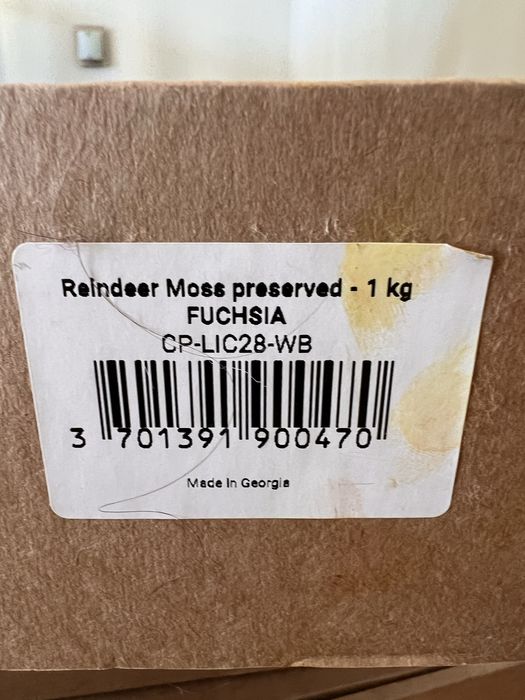 Reindeer Moss preserved - 1 kg
FUCHSIA
CP-LIC28-WB
3 701391 900470
Made in Georgia